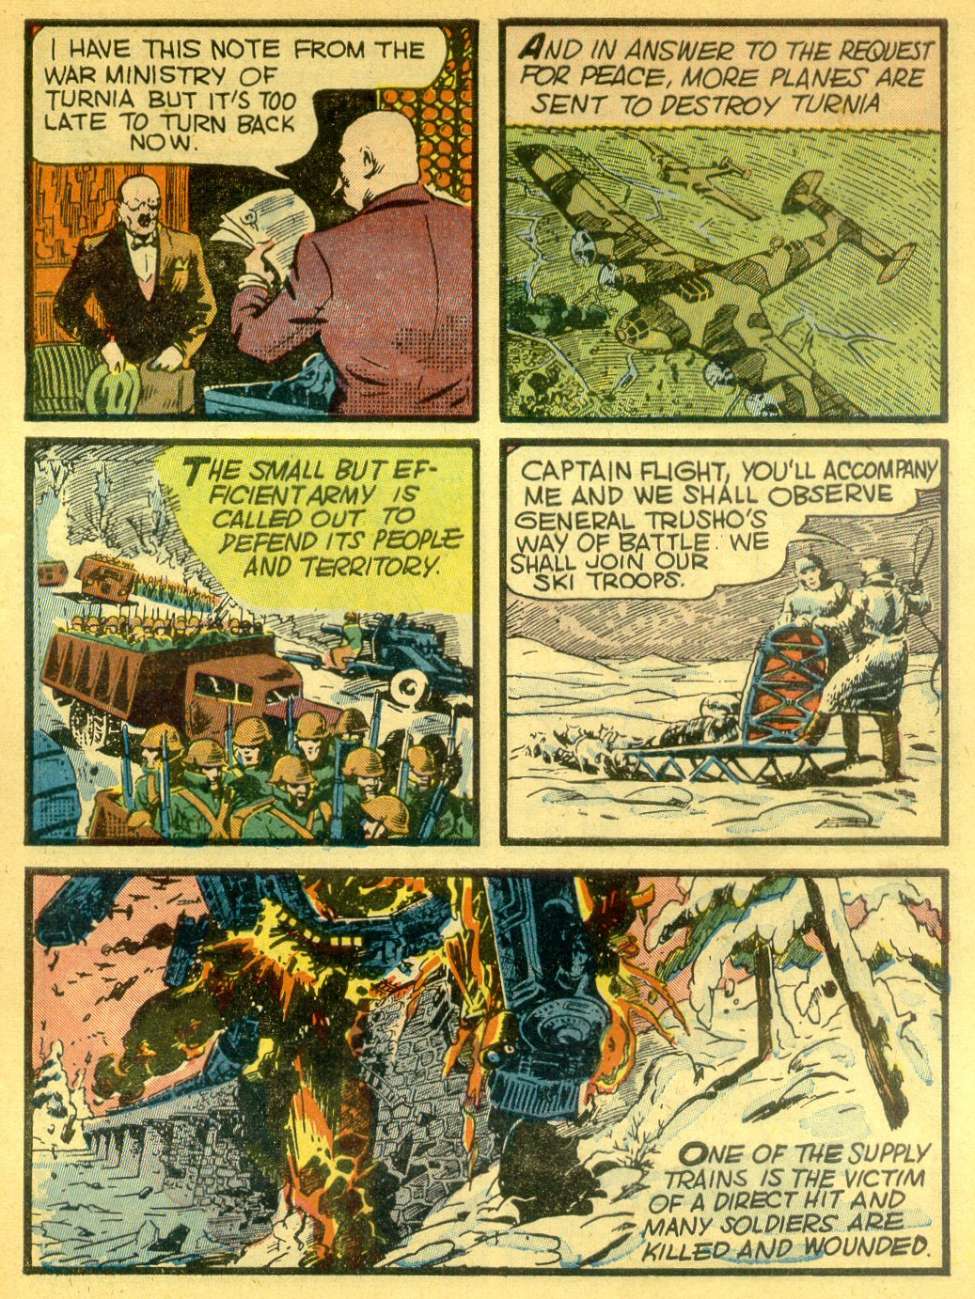 I HAVE THIS NOTE FROM THE
WAR MINISTRY OF
TURNIA BUT IT'S TOO
LATE TO TURN BACK
NOW.
AND IN ANSWER TO THE REQUEST
FOR PEACE, MORE PLANES ARE
SENT TO DESTROY TURNIA
THE SMALL BUT EF-
FICIENT ARMY IS
CALLED OUT TO
DEFEND ITS PEOPLE
AND TERRITORY.
CAPTAIN FLIGHT, YOU'LL ACCOMPANY
ME AND WE SHALL OBSERVE
GENERAL TRUSHO'S
WAY OF BATTLE. WE
SHALL JOIN OUR
SKI TROOPS.
ONE OF THE SUPPLY
TRAINS IS THE VICTIM
OF A DIRECT HIT AND
MANY SOLDIERS ARE
KILLED AND WOUNDED.